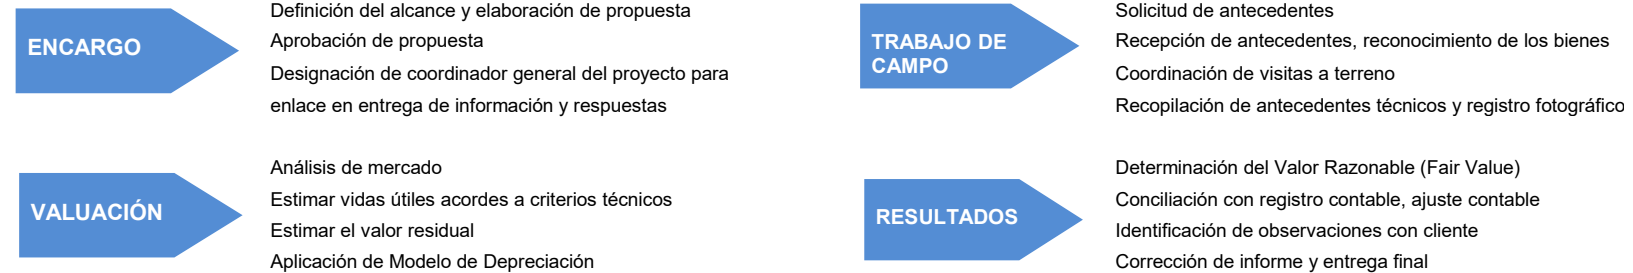 ENCARGO
Definición del alcance y elaboración de propuesta
Aprobación de propuesta
Designación de coordinador general del proyecto para
enlace en entrega de información y respuestas
TRABAJO DE
CAMPO
Solicitud de antecedentes
Recepción de antecedentes, reconocimiento de los bienes
Coordinación de visitas a terreno
Recopilación de antecedentes técnicos y registro fotográfico
VALUACIÓN
Análisis de mercado
Estimar vidas útiles acordes a criterios técnicos
Estimar el valor residual
Aplicación de Modelo de Depreciación
RESULTADOS
Determinación del Valor Razonable (Fair Value)
Conciliación con registro contable, ajuste contable
Identificación de observaciones con cliente
Corrección de informe y entrega final